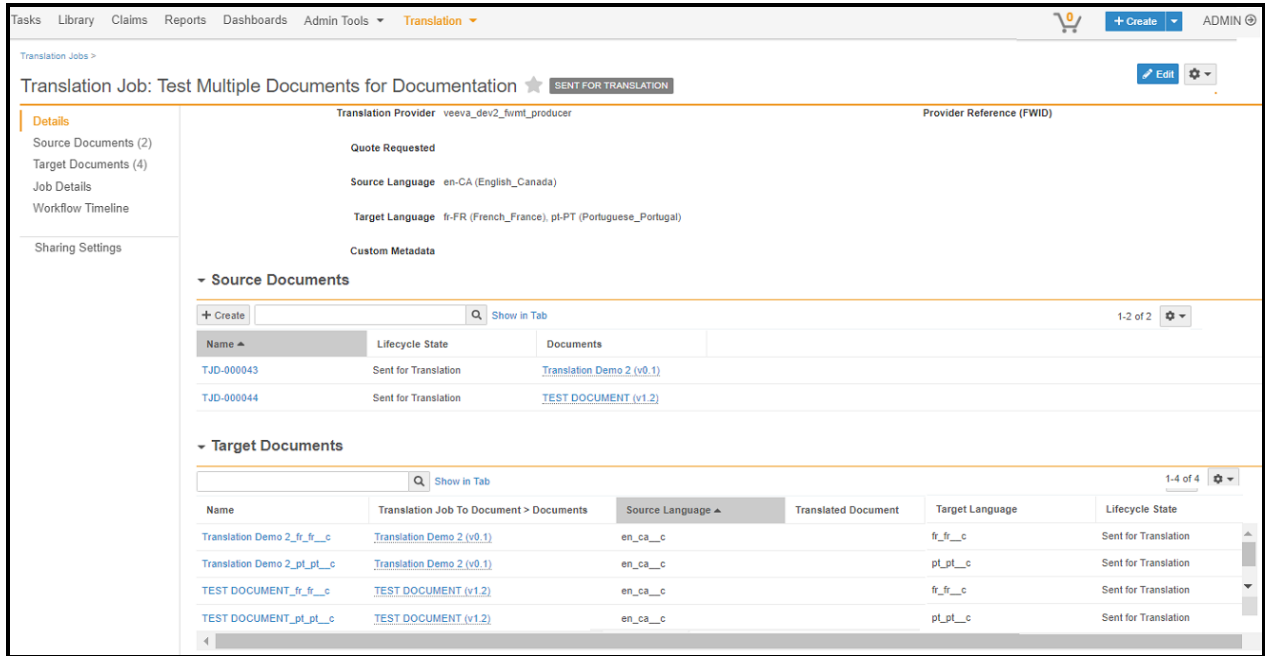 Tasks Library Claims Reports Dashboards Admin Tools Translation 0 + Create ADMIN
Translation Jobs >
Translation Job: Test Multiple Documents for Documentation SENT FOR TRANSLATION Edit
Details
Source Documents (2)
Target Documents (4)
Job Details
Workflow Timeline
Sharing Settings
Translation Provider veeva_dev2_fwmt_producer Provider Reference (FWID)
Quote Requested
Source Language en-CA (English_Canada)
Target Language fr-FR (French_France), pt-PT (Portuguese_Portugal)
Custom Metadata
Source Documents
+ Create Show in Tab 1-2 of 2
Name Lifecycle State Documents
TJD-000043 Sent for Translation Translation Demo 2 (v0.1)
TJD-000044 Sent for Translation TEST DOCUMENT (v1.2)
Target Documents
Show in Tab 1-4 of 4
Name Translation Job To Document > Documents Source Language Translated Document Target Language Lifecycle State
Translation Demo 2_fr_fr__c Translation Demo 2 (v0.1) en_ca__c fr_fr__c Sent for Translation
Translation Demo 2_pt_pt__c Translation Demo 2 (v0.1) en_ca__c pt_pt__c Sent for Translation
TEST DOCUMENT_fr_fr__c TEST DOCUMENT (v1.2) en_ca__c fr_fr__c Sent for Translation
TEST DOCUMENT_pt_pt__c TEST DOCUMENT (v1.2) en_ca__c pt_pt__c Sent for Translation